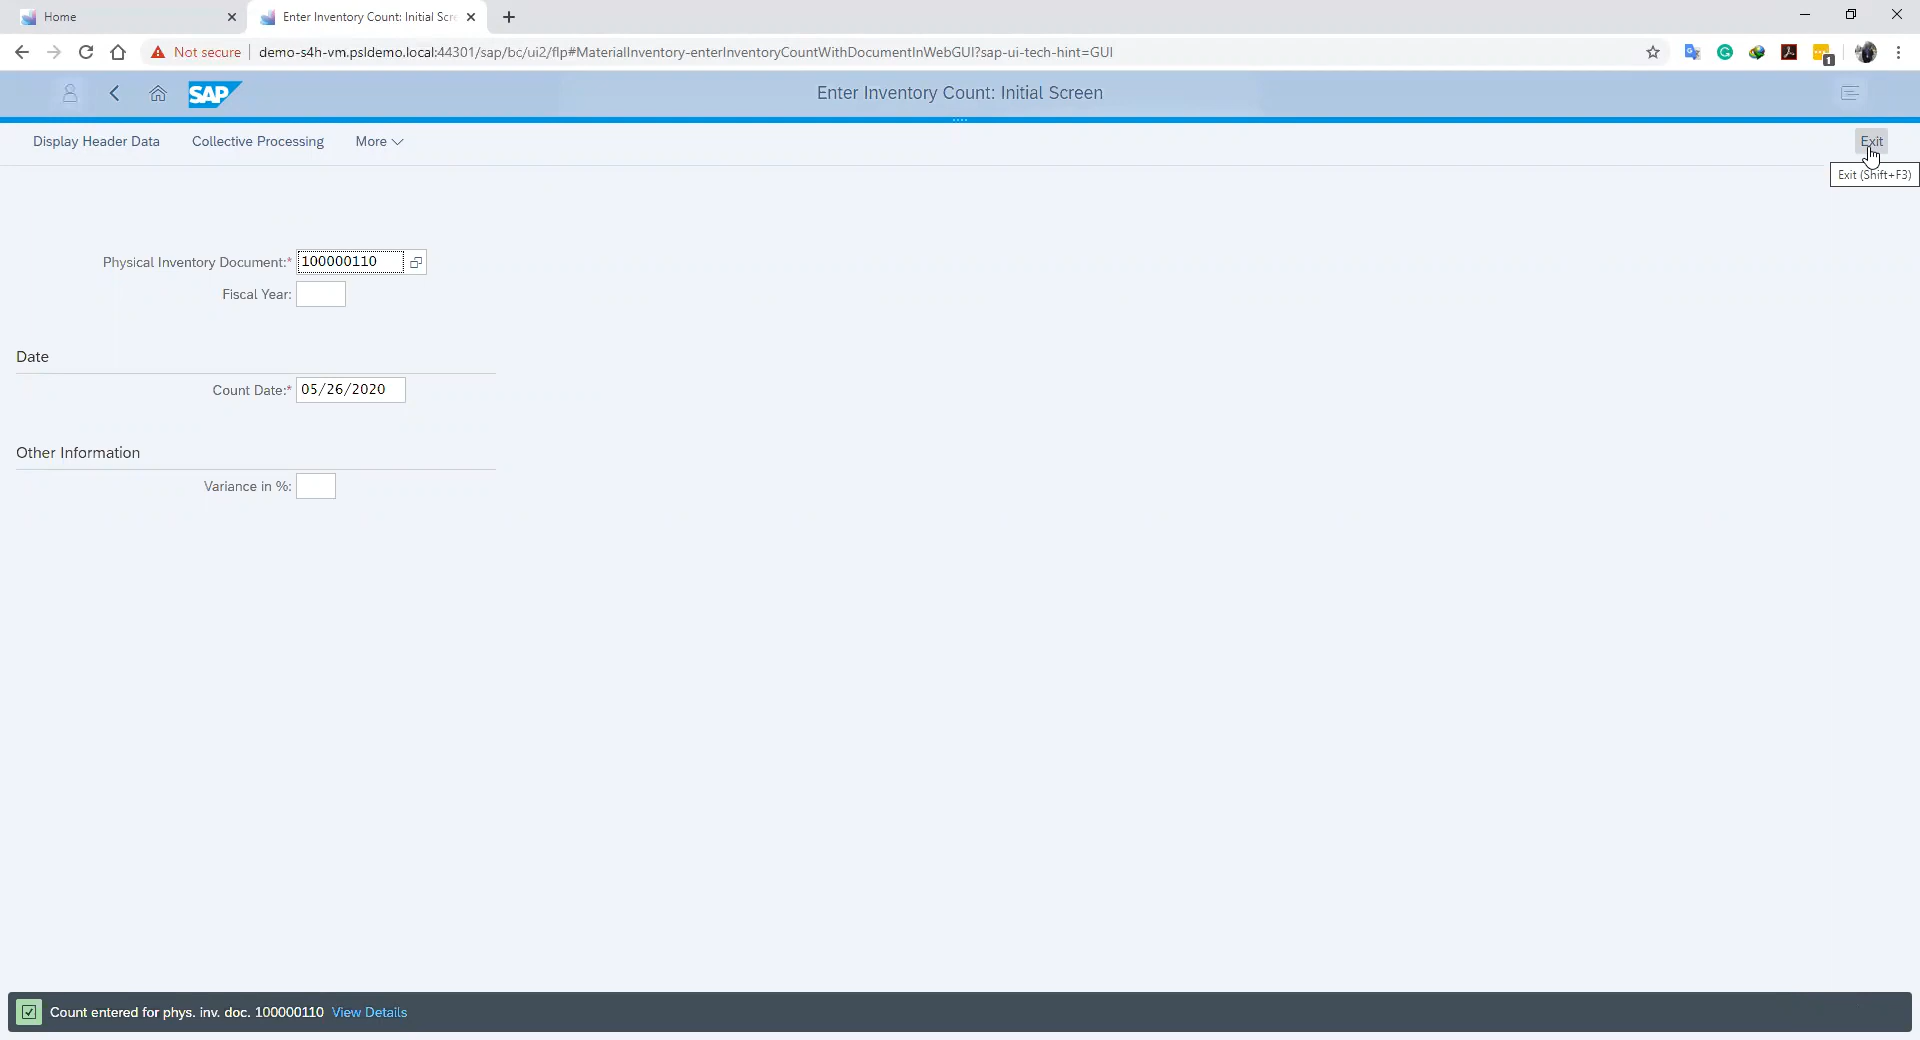 Home
Enter Inventory Count: Initial Scre
Not secure
demo-s4h-vm.psldemo.local:44301/sap/bc/ui2/flp#MaterialInventory-enterInventoryCountWithDocumentInWebGUI?sap-ui-tech-hint=GUI
1
SAP
Enter Inventory Count: Initial Screen
Display Header Data Collective Processing More
Exit
Exit (Shift+F3)
Physical Inventory Document:* 100000110
Fiscal Year:
Date
Count Date:* 05/26/2020
Other Information
Variance in %:
Count entered for phys. inv. doc. 100000110 View Details